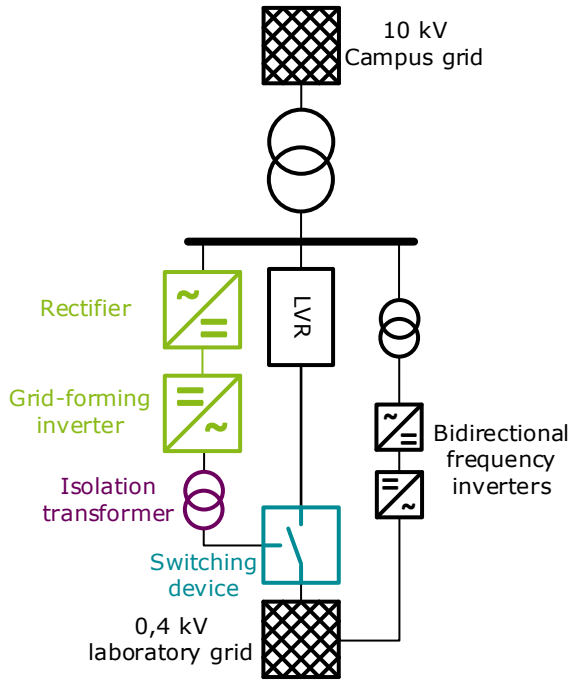 10 kV
Campus grid
Rectifier
LVR
Grid-forming
inverter
Bidirectional
frequency
inverters
Isolation
transformer
Switching
device
0,4 kV
laboratory grid